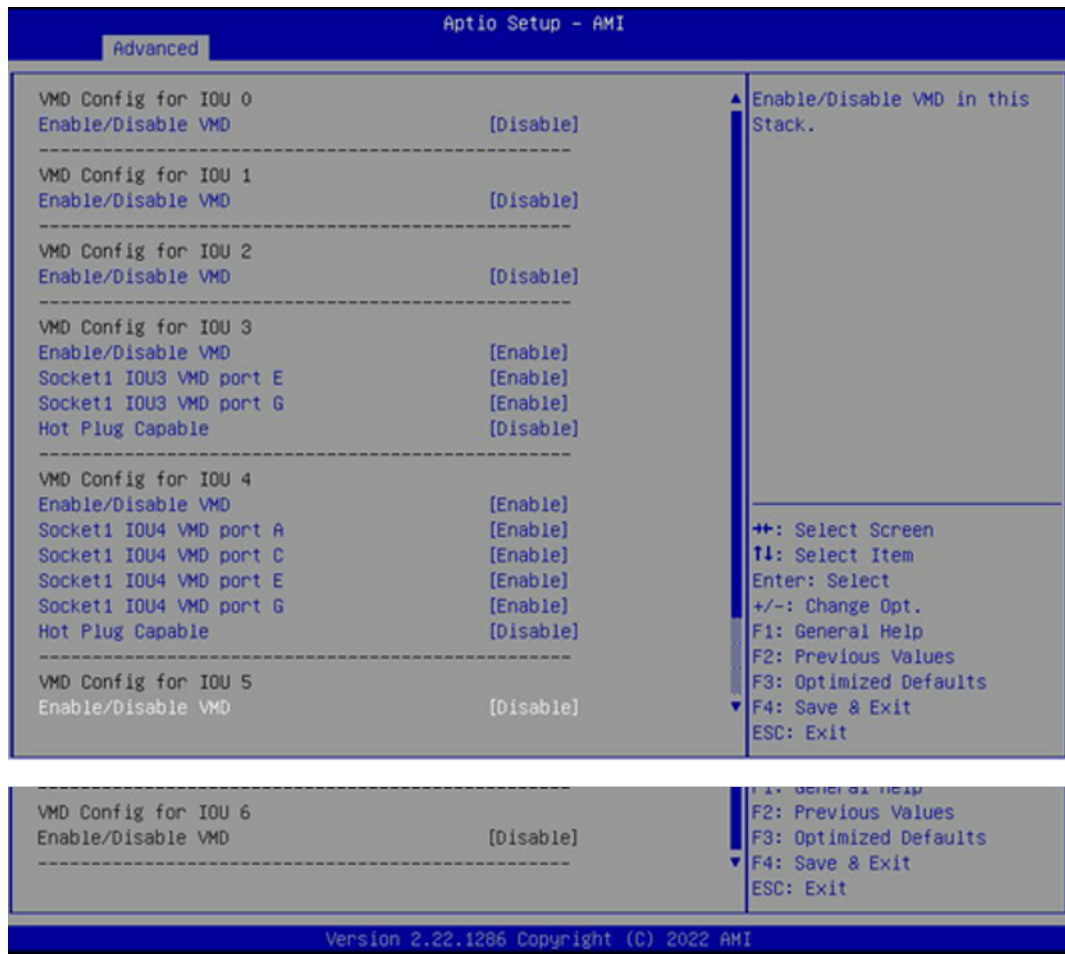 Aptio Setup – AMI
Advanced
VMD Config for IOU 0
Enable/Disable VMD [Disable]
--------------------------------------------------
VMD Config for IOU 1
Enable/Disable VMD [Disable]
--------------------------------------------------
VMD Config for IOU 2
Enable/Disable VMD [Disable]
--------------------------------------------------
VMD Config for IOU 3
Enable/Disable VMD [Enable]
Socket1 IOU3 VMD port E [Enable]
Socket1 IOU3 VMD port G [Enable]
Hot Plug Capable [Disable]
--------------------------------------------------
VMD Config for IOU 4
Enable/Disable VMD [Enable]
Socket1 IOU4 VMD port A [Enable]
Socket1 IOU4 VMD port C [Enable]
Socket1 IOU4 VMD port E [Enable]
Socket1 IOU4 VMD port G [Enable]
Hot Plug Capable [Disable]
--------------------------------------------------
VMD Config for IOU 5
Enable/Disable VMD [Disable]
Enable/Disable VMD in this
Stack.
→←: Select Screen
↑↓: Select Item
Enter: Select
+/-: Change Opt.
F1: General Help
F2: Previous Values
F3: Optimized Defaults
F4: Save & Exit
ESC: Exit
--------------------------------------------------
VMD Config for IOU 6
Enable/Disable VMD [Disable]
--------------------------------------------------
F1: General Help
F2: Previous Values
F3: Optimized Defaults
F4: Save & Exit
ESC: Exit
Version 2.22.1286 Copyright (C) 2022 AMI